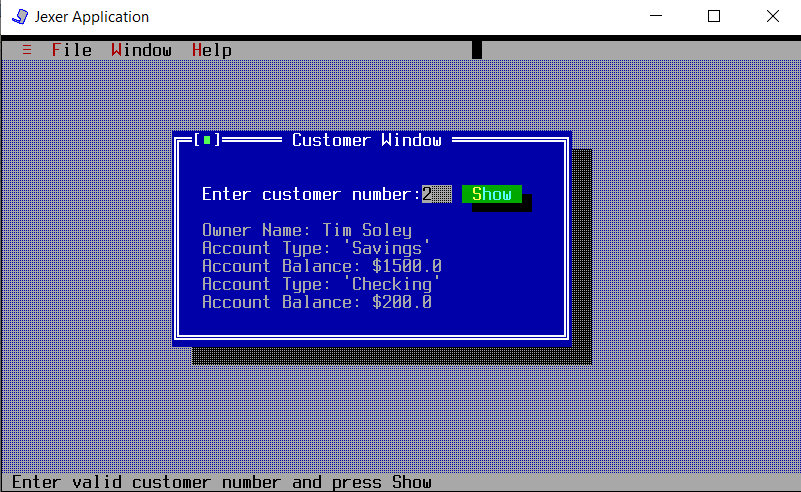 Jexer Application
☰ File Window Help
[■] Customer Window
Enter customer number:2 Show
Owner Name: Tim Soley
Account Type: 'Savings'
Account Balance: $1500.0
Account Type: 'Checking'
Account Balance: $200.0
Enter valid customer number and press Show